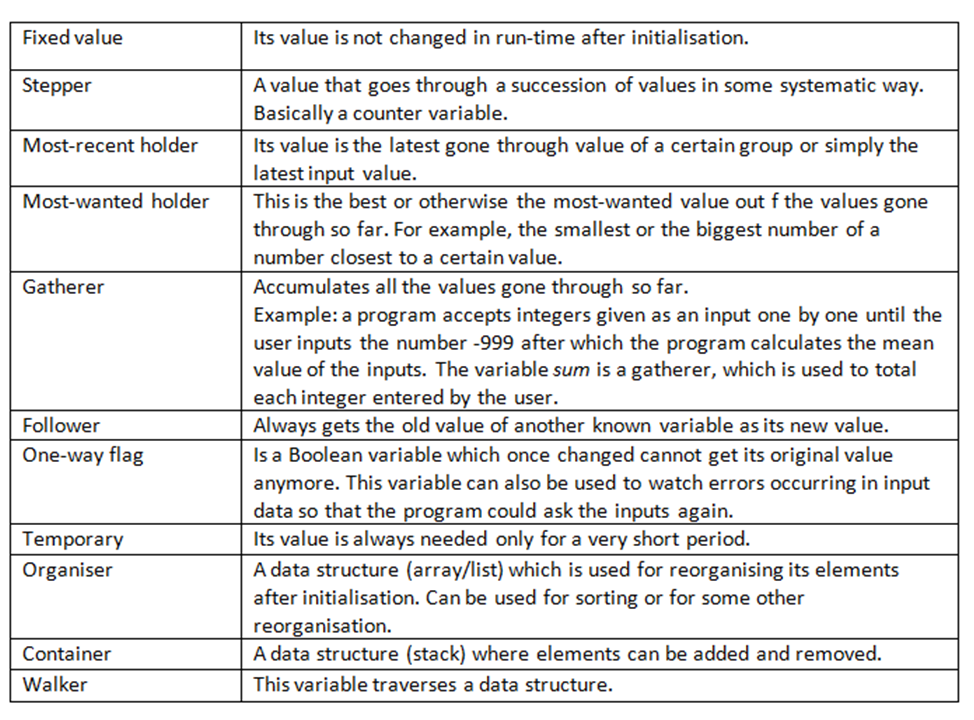 Fixed value
Its value is not changed in run-time after initialisation.
Stepper
A value that goes through a succession of values in some systematic way.
Basically a counter variable.
Most-recent holder
Its value is the latest gone through value of a certain group or simply the
latest input value.
Most-wanted holder
This is the best or otherwise the most-wanted value out f the values gone
through so far. For example, the smallest or the biggest number of a
number closest to a certain value.
Gatherer
Accumulates all the values gone through so far.
Example: a program accepts integers given as an input one by one until the
user inputs the number -999 after which the program calculates the mean
value of the inputs. The variable sum is a gatherer, which is used to total
each integer entered by the user.
Follower
Always gets the old value of another known variable as its new value.
One-way flag
Is a Boolean variable which once changed cannot get its original value
anymore. This variable can also be used to watch errors occurring in input
data so that the program could ask the inputs again.
Temporary
Its value is always needed only for a very short period.
Organiser
A data structure (array/list) which is used for reorganising its elements
after initialisation. Can be used for sorting or for some other
reorganisation.
Container
A data structure (stack) where elements can be added and removed.
Walker
This variable traverses a data structure.